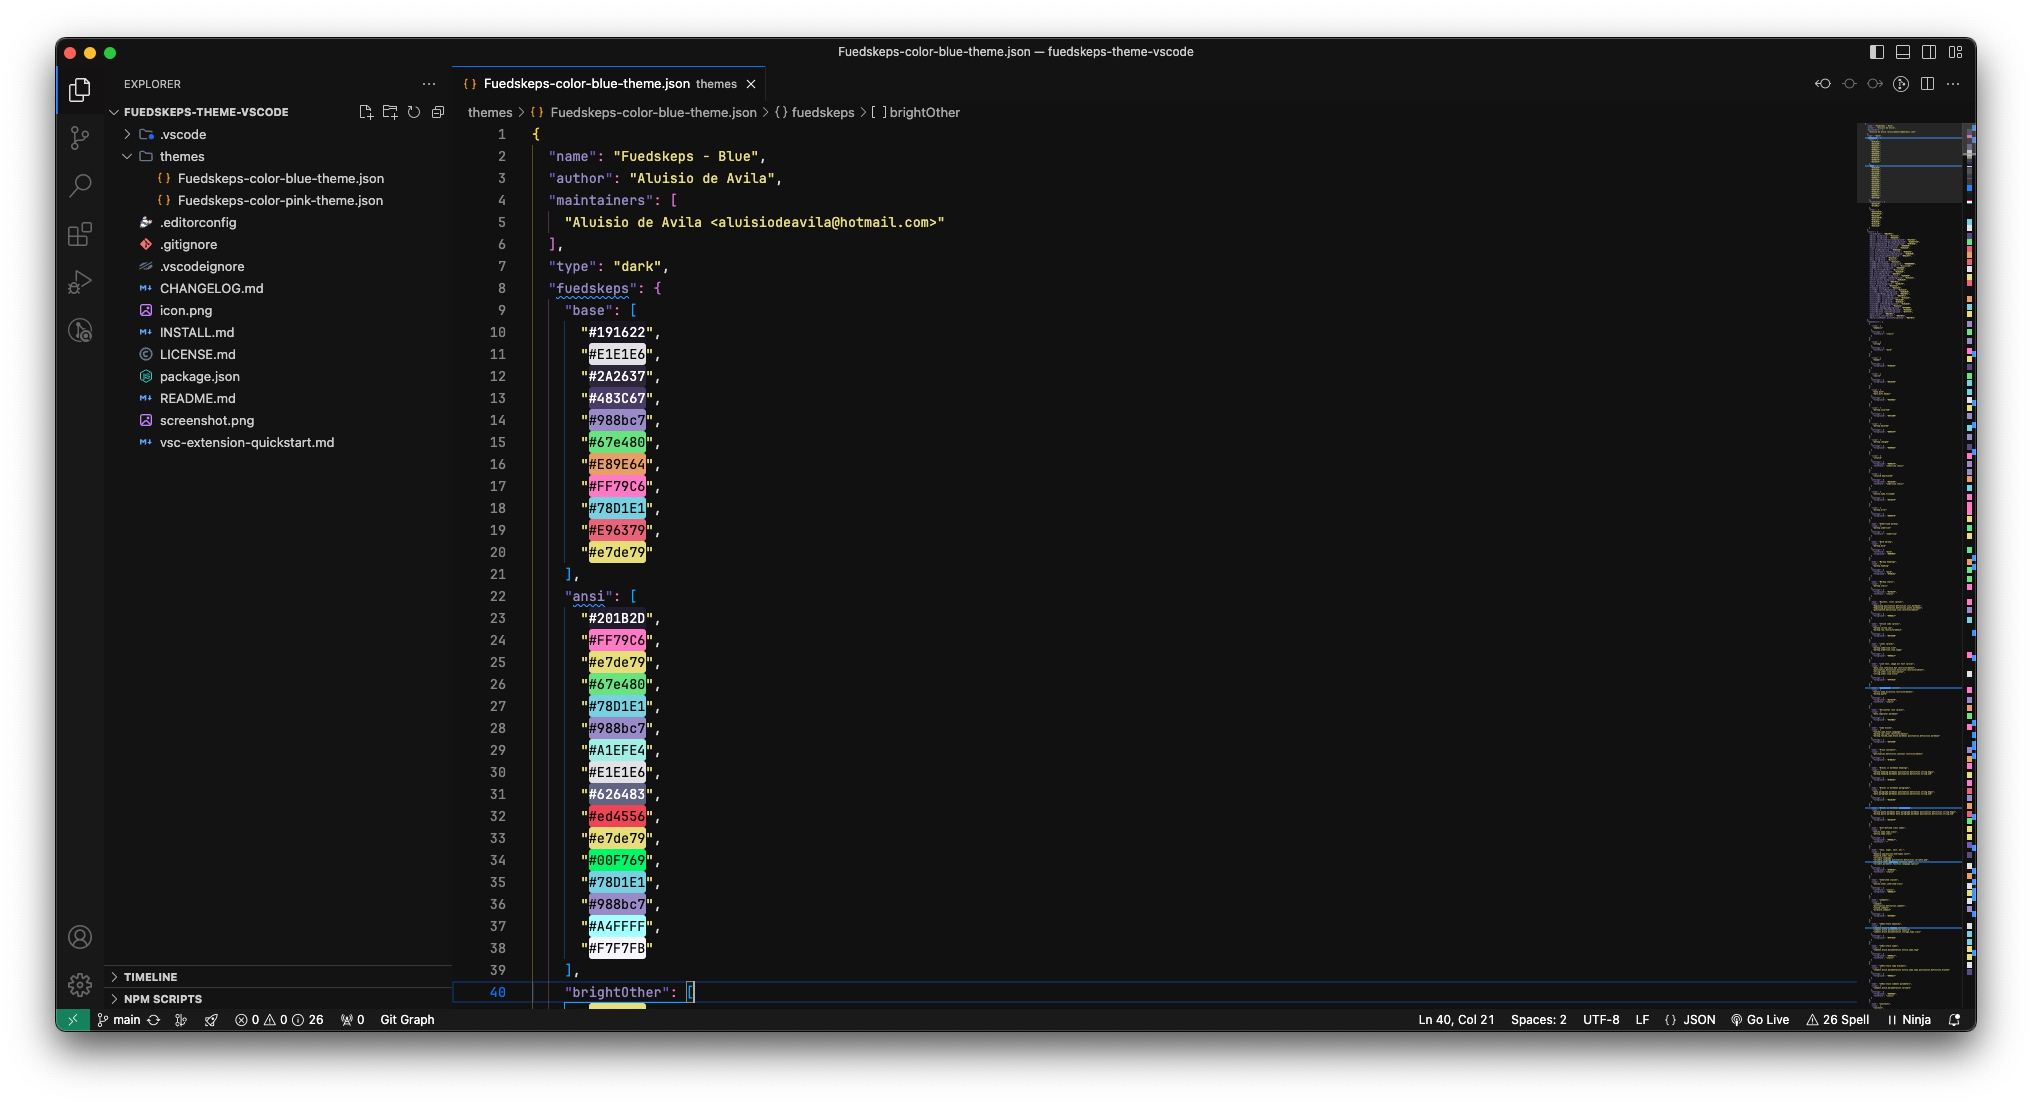 Fuedskeps-color-blue-theme.json — fuedskeps-theme-vscode
EXPLORER
FUEDSKEPS-THEME-VSCODE
.vscode
themes
Fuedskeps-color-blue-theme.json
Fuedskeps-color-pink-theme.json
.editorconfig
.gitignore
.vscodeignore
CHANGELOG.md
icon.png
INSTALL.md
LICENSE.md
package.json
README.md
screenshot.png
vsc-extension-quickstart.md
TIMELINE
NPM SCRIPTS
{ } Fuedskeps-color-blue-theme.json themes
themes > { } Fuedskeps-color-blue-theme.json > { } fuedskeps > [ ] brightOther
1 {
2 "name": "Fuedskeps - Blue",
3 "author": "Aluisio de Avila",
4 "maintainers": [
5 "Aluisio de Avila <aluisiodeavila@hotmail.com>"
6 ],
7 "type": "dark",
8 "fuedskeps": {
9 "base": [
10 "#191622",
11 "#E1E1E6",
12 "#2A2637",
13 "#483C67",
14 "#988bc7",
15 "#67e480",
16 "#E89E64",
17 "#FF79C6",
18 "#78D1E1",
19 "#E96379",
20 "#e7de79"
21 ],
22 "ansi": [
23 "#201B2D",
24 "#FF79C6",
25 "#e7de79",
26 "#67e480",
27 "#78D1E1",
28 "#988bc7",
29 "#A1EFE4",
30 "#E1E1E6",
31 "#626483",
32 "#ed4556",
33 "#e7de79",
34 "#00F769",
35 "#78D1E1",
36 "#988bc7",
37 "#A4FFFF",
38 "#F7F7FB"
39 ],
40 "brightOther": [
main 0 0 26 0 Git Graph Ln 40, Col 21 Spaces: 2 UTF-8 LF { } JSON Go Live 26 Spell Ninja